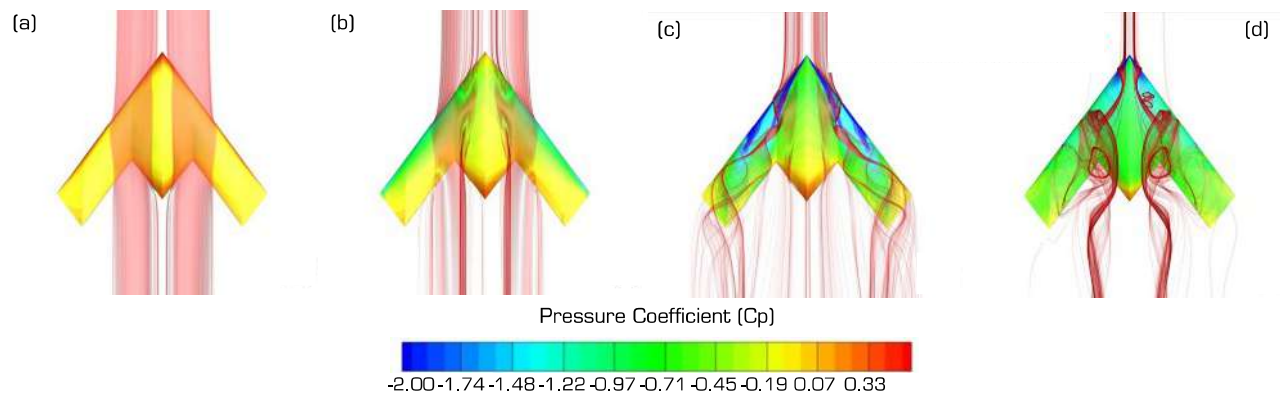 (a)
(b)
(c)
(d)
Pressure Coefficient (Cp)
-2.00 -1.74 -1.48 -1.22 -0.97 -0.71 -0.45 -0.19 0.07 0.33